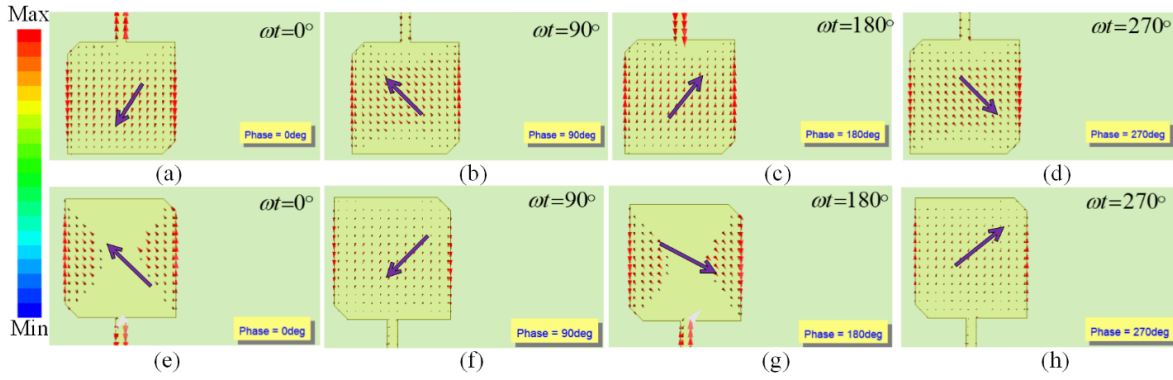 Max
ωt=0°
ωt=90°
ωt=180°
ωt=270°
Phase = 0deg
Phase = 90deg
Phase = 180deg
Phase = 270deg
(a)
(b)
(c)
(d)
ωt=0°
ωt=90°
ωt=180°
ωt=270°
Phase = 0deg
Phase = 90deg
Phase = 180deg
Phase = 270deg
Min
(e)
(f)
(g)
(h)